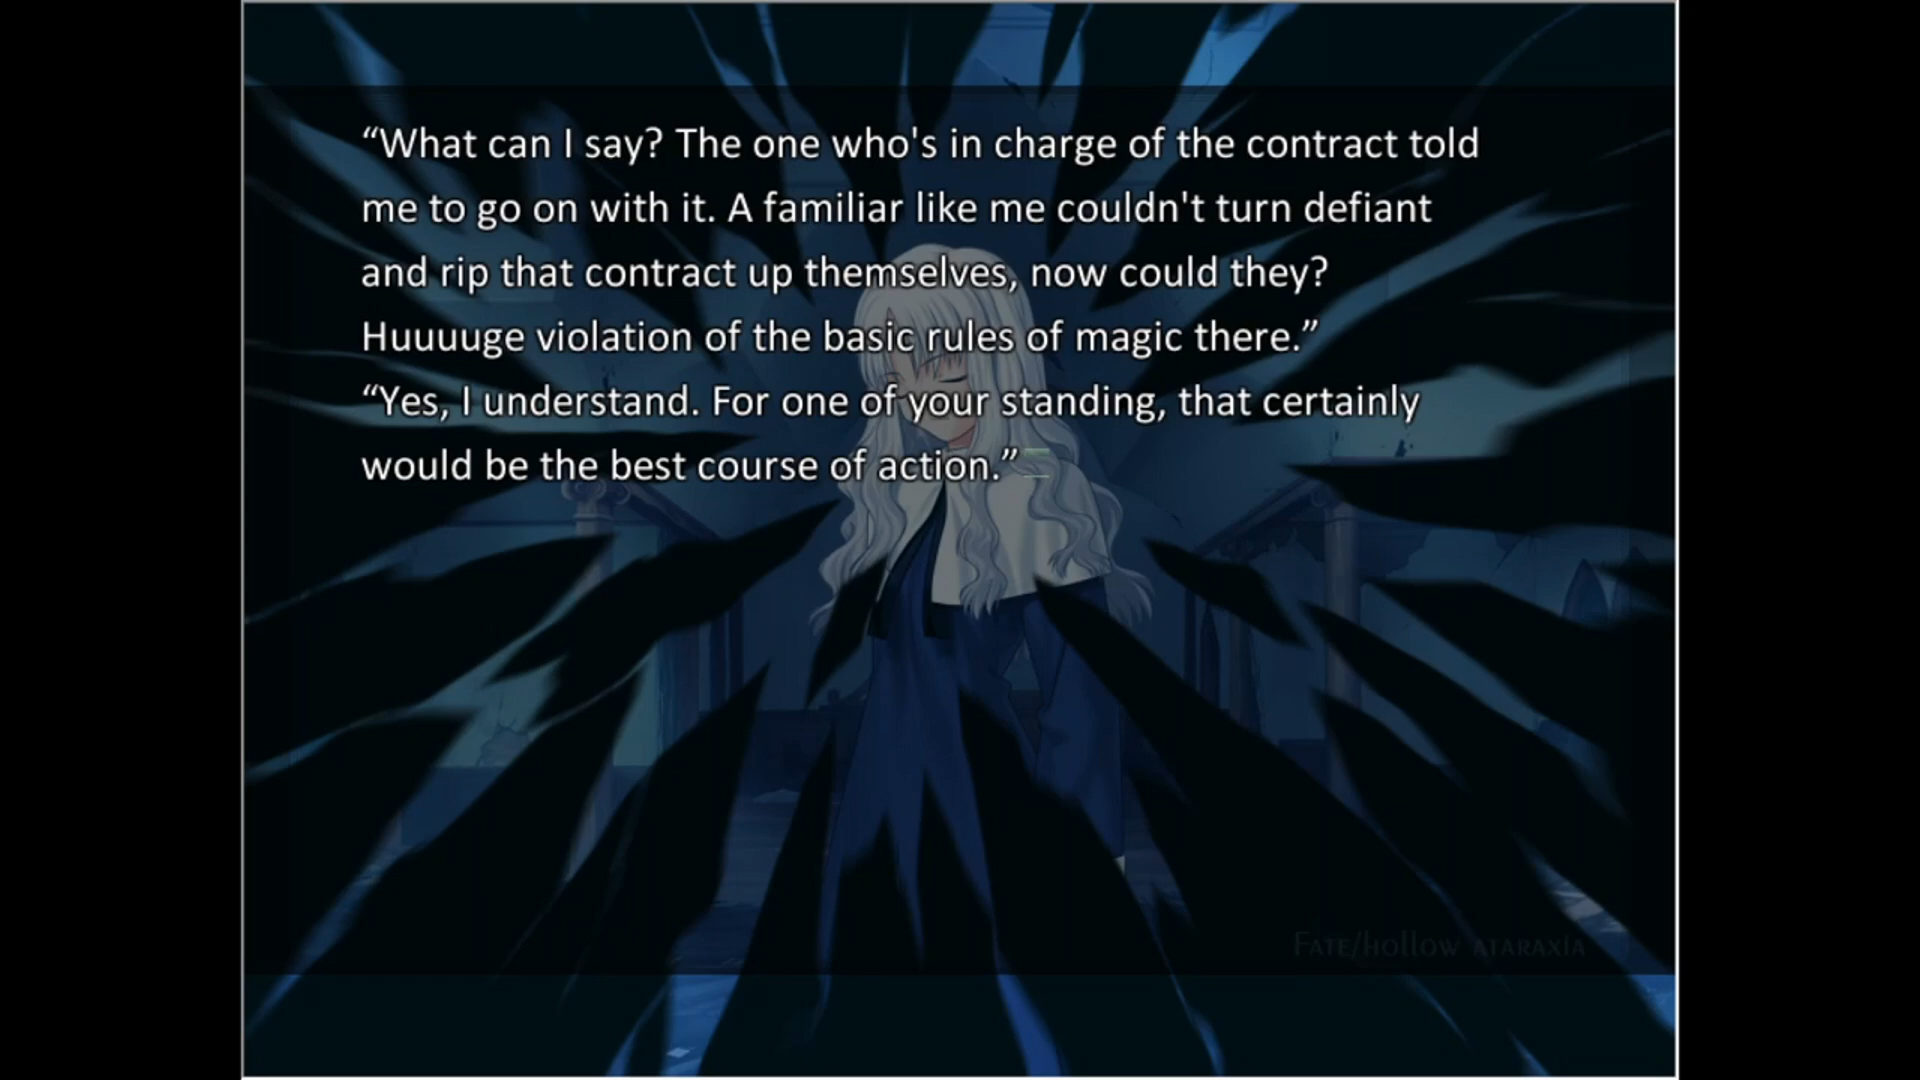 “What can I say? The one who's in charge of the contract told
me to go on with it. A familiar like me couldn't turn defiant
and rip that contract up themselves, now could they?
Huuuuge violation of the basic rules of magic there.”
“Yes, I understand. For one of your standing, that certainly
would be the best course of action.”
Fate/hollow ataraxia